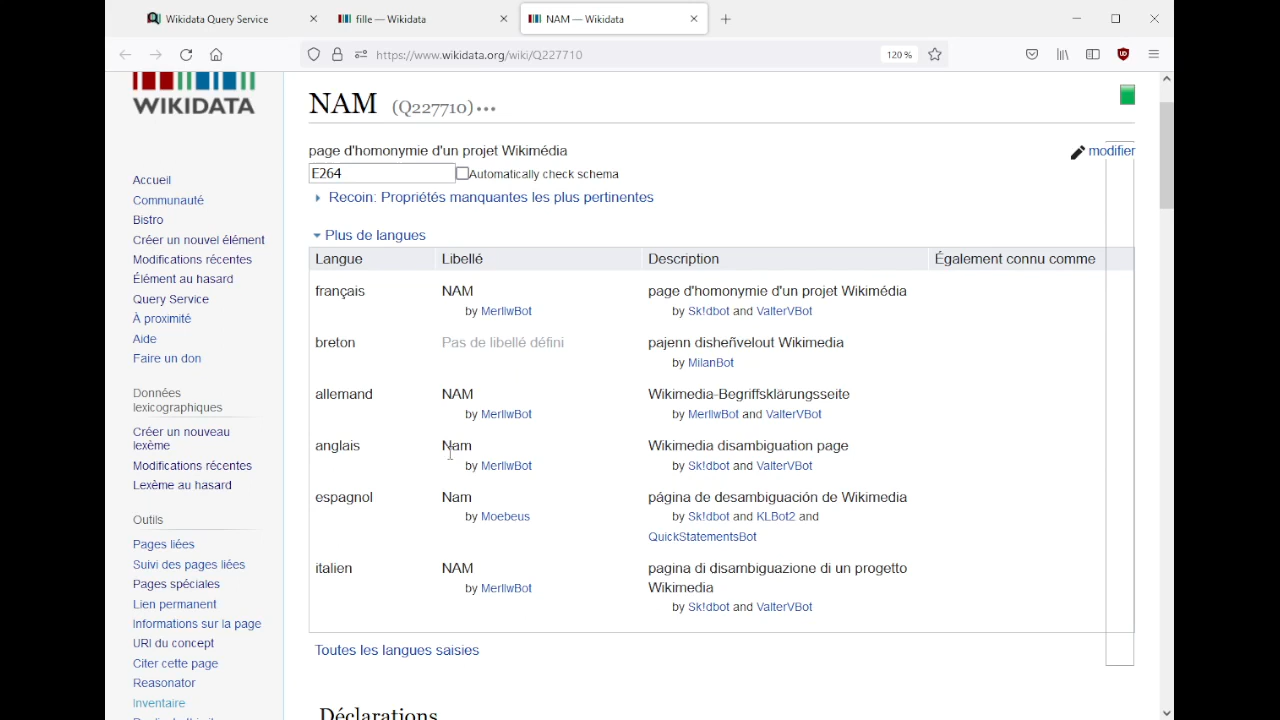 Wikidata Query Service
fille — Wikidata
NAM — Wikidata
https://www.wikidata.org/wiki/Q227710
120 %
WIKIDATA
Accueil
Communauté
Bistro
Créer un nouvel élément
Modifications récentes
Élément au hasard
Query Service
À proximité
Aide
Faire un don
Données
lexicographiques
Créer un nouveau
lexème
Modifications récentes
Lexème au hasard
Outils
Pages liées
Suivi des pages liées
Pages spéciales
Lien permanent
Informations sur la page
URI du concept
Citer cette page
Reasonator
Inventaire
NAM (Q227710)
page d'homonymie d'un projet Wikimédia
modifier
E264 Automatically check schema
Recoin: Propriétés manquantes les plus pertinentes
Plus de langues
Langue Libellé Description Également connu comme
français NAM page d'homonymie d'un projet Wikimédia
by MerlIwBot by Sk!dbot and ValterVBot
breton Pas de libellé défini pajenn disheñvelout Wikimedia
by MilanBot
allemand NAM Wikimedia-Begriffsklärungsseite
by MerlIwBot by MerlIwBot and ValterVBot
anglais Nam Wikimedia disambiguation page
by MerlIwBot by Sk!dbot and ValterVBot
espagnol Nam página de desambiguación de Wikimedia
by Moebeus by Sk!dbot and KLBot2 and
QuickStatementsBot
italien NAM pagina di disambiguazione di un progetto
Wikimedia
by MerlIwBot by Sk!dbot and ValterVBot
Toutes les langues saisies
Déclarations